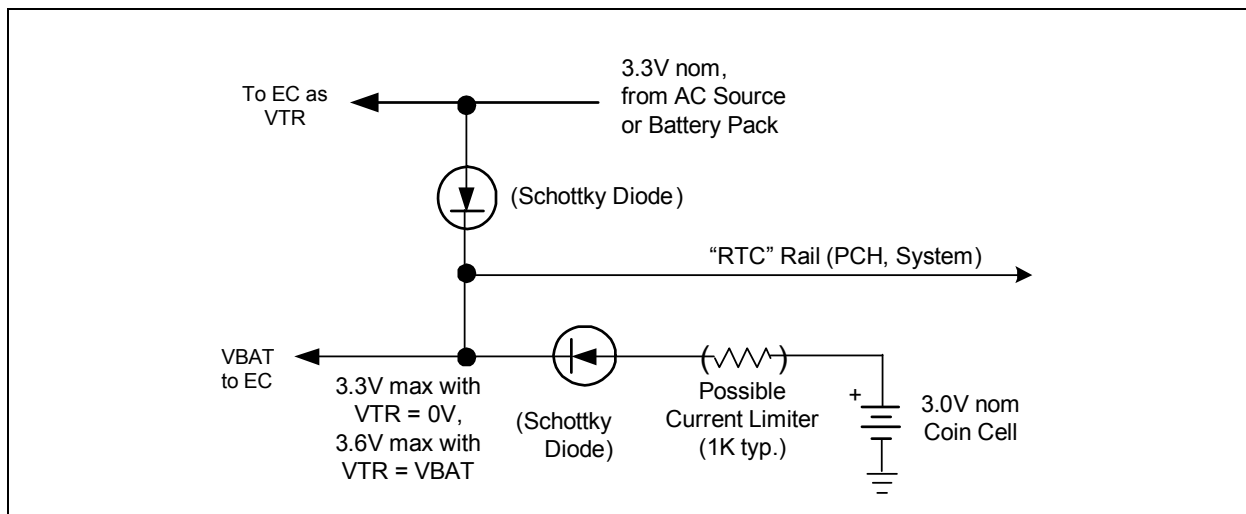 3.3V nom,
from AC Source
or Battery Pack
To EC as
VTR
(Schottky Diode)
"RTC" Rail (PCH, System)
VBAT
to EC
3.3V max with
VTR = 0V,
3.6V max with
VTR = VBAT
(Schottky
Diode)
( )
Possible
Current Limiter
(1K typ.)
+
3.0V nom
Coin Cell